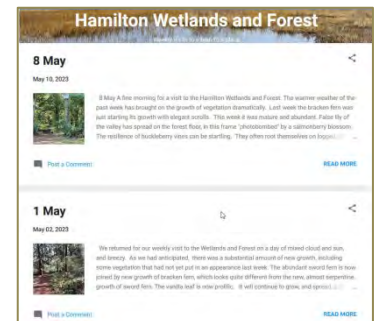 Hamilton Wetlands and Forest
8 May
May 10, 2023
8 May A fine morning for a visit to the Hamilton Wetlands and Forest. The warmer weather of the
past week has brought on the growth of vegetation dramatically. Last week the bracken fern was
just starting its growth with elegant scrolls. This week it was mature and abundant. False lily of
the valley has spread on the forest floor, in this frame "photobombed" by a salmonberry blossom.
The resilience of huckleberry vines can be startling. They often root themselves on logged
Post a Comment
READ MORE
1 May
May 02, 2023
We returned for our weekly visit to the Wetlands and Forest on a day of mixed cloud and sun,
and breezy. As we had anticipated, there was a substantial amount of new growth, including
some vegetation that had not yet put in an appearance last week. The abundant sword fern is now
joined by new growth of bracken fern, which looks quite different from the new, almost serpentine,
growth of sword fern. The vanilla leaf is now prolific. It will continue to grow, and spread,
Post a Comment
READ MORE